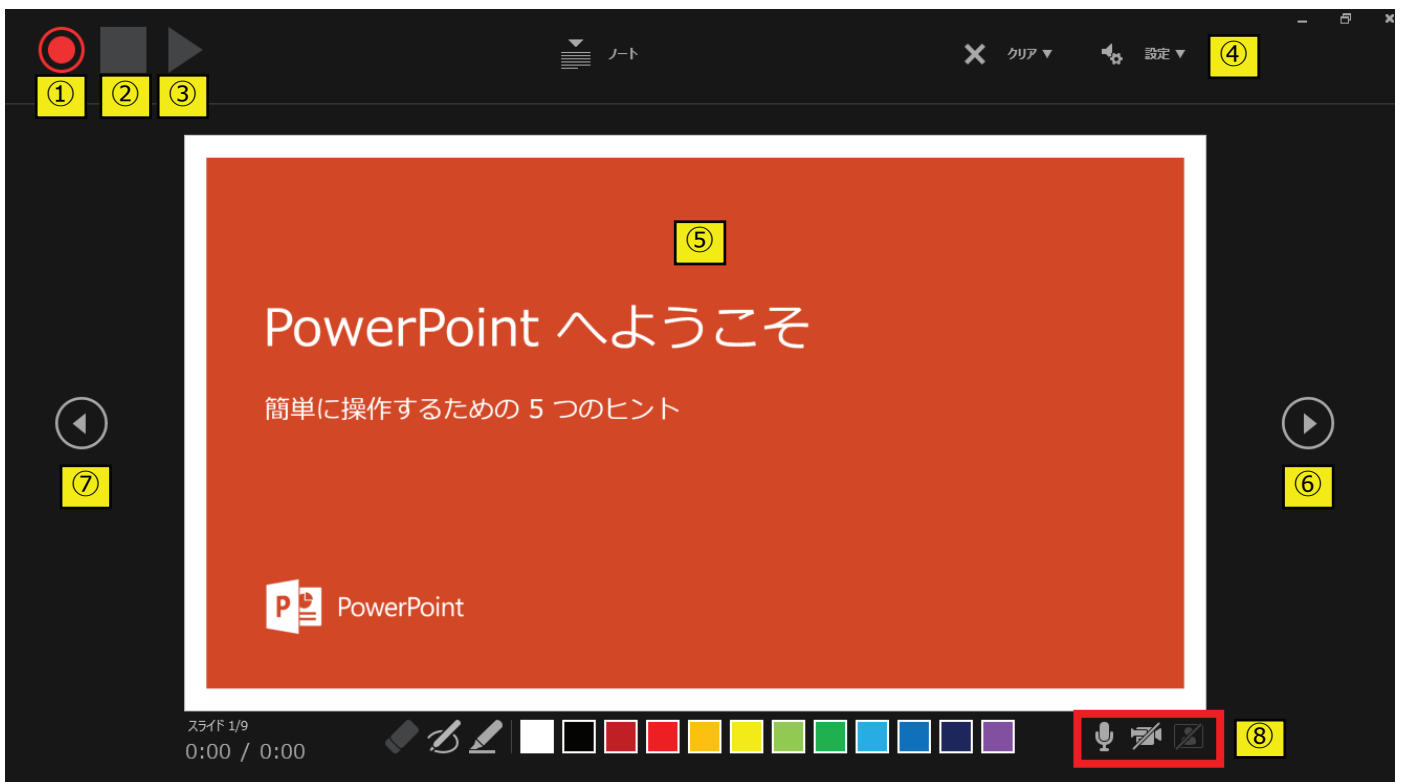 ノート
クリア ▼
設定 ▼
④
①
②
③
⑤
PowerPoint へようこそ
簡単に操作するための 5 つのヒント
⑦
⑥
P
PowerPoint
スライド 1/9
0:00 / 0:00
⑧